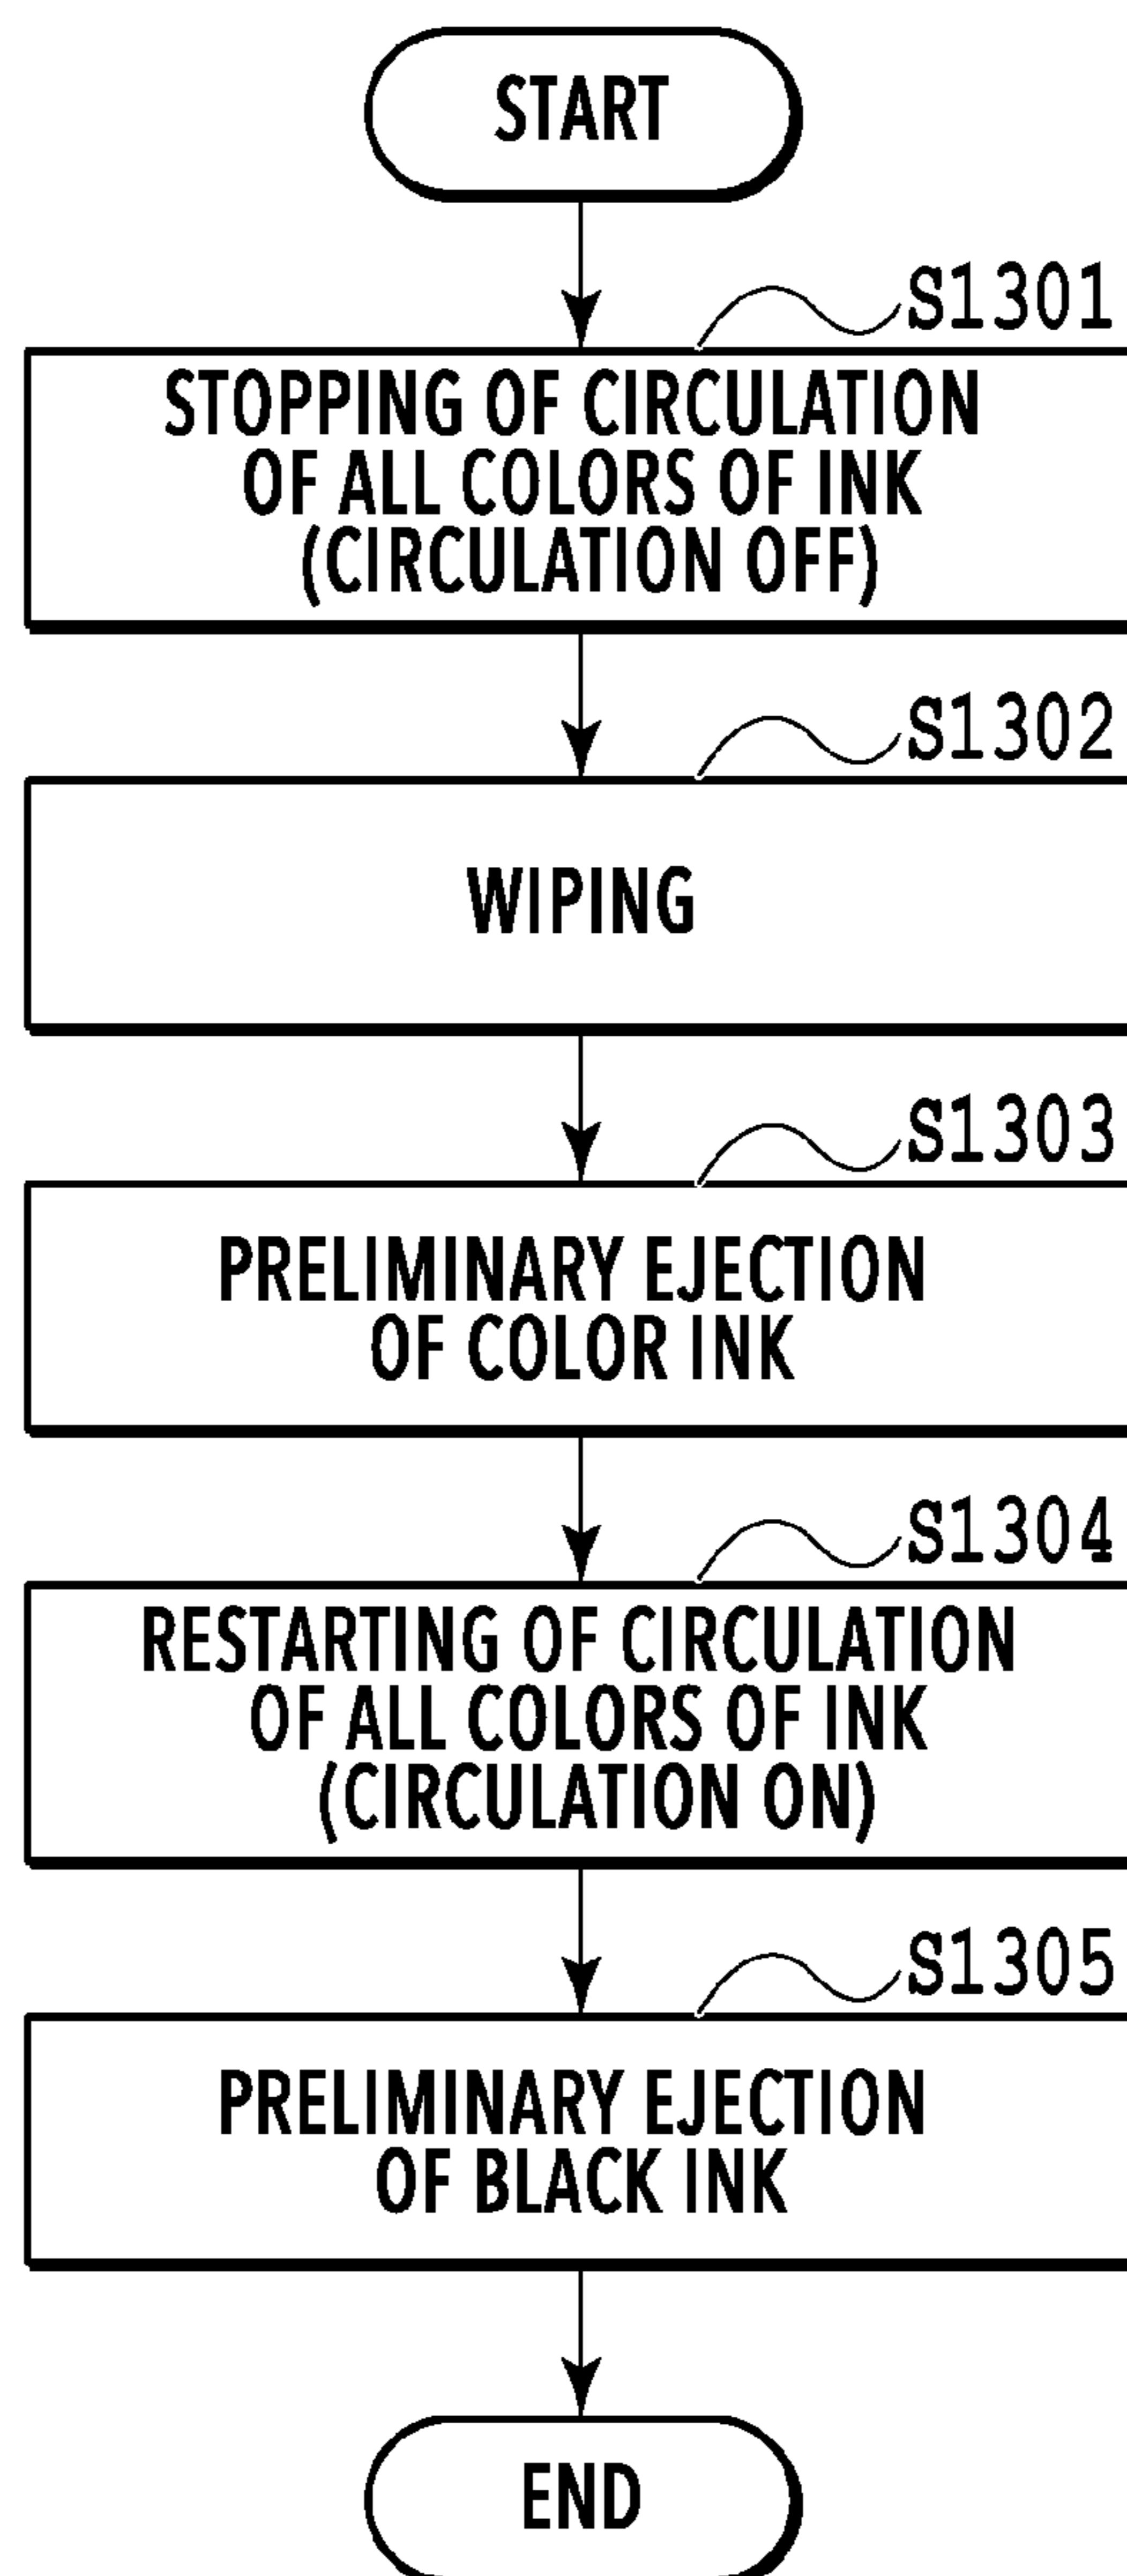 START
S1301
STOPPING OF CIRCULATION
OF ALL COLORS OF INK
(CIRCULATION OFF)
S1302
WIPING
S1303
PRELIMINARY EJECTION
OF COLOR INK
S1304
RESTARTING OF CIRCULATION
OF ALL COLORS OF INK
(CIRCULATION ON)
S1305
PRELIMINARY EJECTION
OF BLACK INK
END